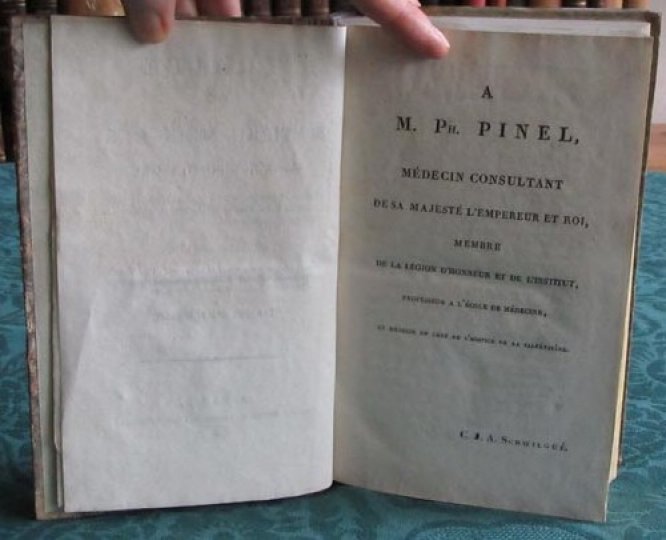 A
M. PH. PINEL,
MÉDECIN CONSULTANT
DE SA MAJESTÉ L'EMPEREUR ET ROI,
MEMBRE
DE LA LÉGION D'HONNEUR ET DE L'INSTITUT,
PROFESSEUR A L'ÉCOLE DE MÉDECINE,
ET MÉDECIN EN CHEF DE L'HOSPICE DE LA SALPÊTRIÈRE.
C. J. A. SCHWILGUÉ.